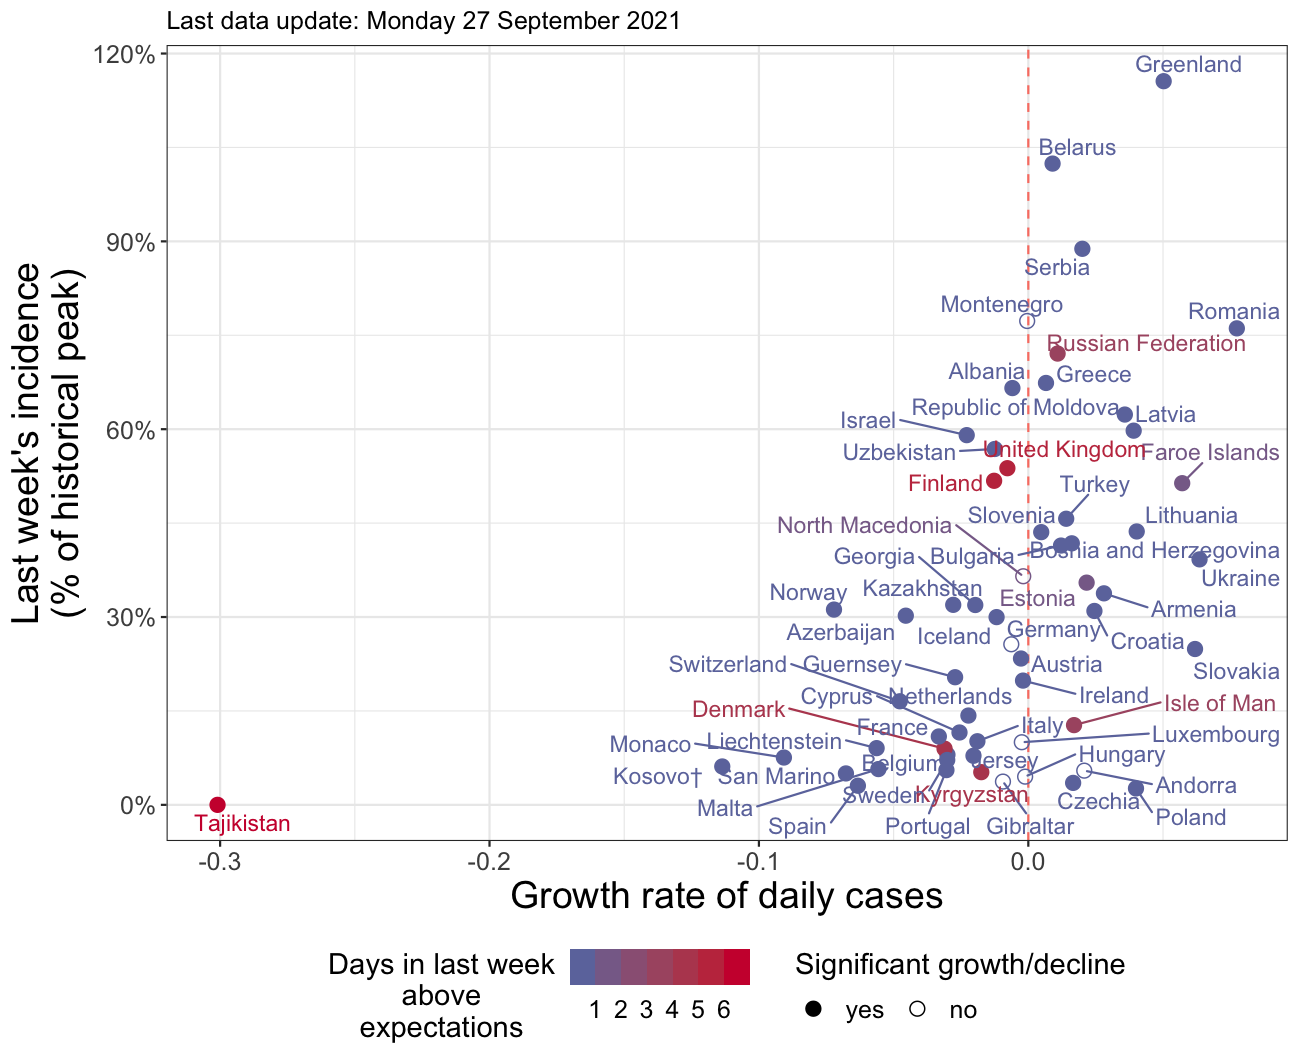 Last data update: Monday 27 September 2021
Last week's incidence
(% of historical peak)
120%
90%
60%
30%
0%
Greenland
Belarus
Serbia
Montenegro
Romania
Russian Federation
Albania
Greece
Republic of Moldova
Latvia
Israel
Uzbekistan
United Kingdom
Faroe Islands
Finland
Turkey
North Macedonia
Slovenia
Lithuania
Georgia
Bulgaria
Bosnia and Herzegovina
Ukraine
Norway
Kazakhstan
Estonia
Armenia
Azerbaijan
Iceland
Germany
Croatia
Switzerland
Guernsey
Austria
Slovakia
Cyprus
Netherlands
Ireland
Denmark
Isle of Man
France
Italy
Luxembourg
Monaco
Liechtenstein
Hungary
Kosovo†
San Marino
Belgium
Jersey
Andorra
Malta
Sweden
Kyrgyzstan
Czechia
Poland
Tajikistan
Spain
Portugal
Gibraltar
-0.3
-0.2
-0.1
0.0
Growth rate of daily cases
Days in last week
above
expectations
1 2 3 4 5 6
Significant growth/decline
yes
no